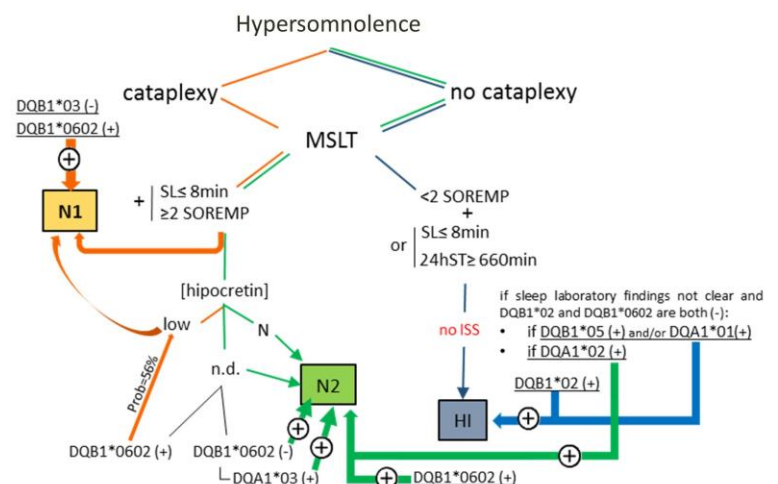 Hypersomnolence
cataplexy
no cataplexy
DQB1*03 (-)
DQB1*0602 (+)
+
MSLT
N1
+ SL≤ 8min
≥2 SOREMP
<2 SOREMP
+
or SL≤ 8min
24hST≥ 660min
[hipocretin]
if sleep laboratory findings not clear and
DQB1*02 and DQB1*0602 are both (-):
• if DQB1*05 (+) and/or DQA1*01(+)
• if DQA1*02 (+)
low
N
no ISS
n.d.
N2
DQB1*02 (+)
Prob=56%
HI
+
+
+
+
DQB1*0602 (+)
DQB1*0602 (-)
DQA1*03 (+)
+
DQB1*0602 (+)